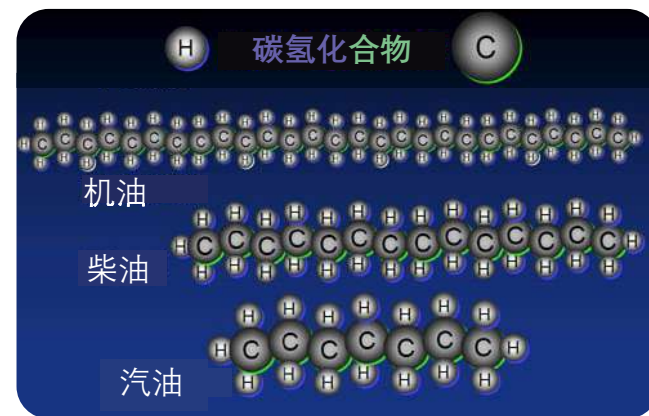 H 碳氢化合物 C
机油
H H H H H H H H H H H H H H
柴油 H C C C C C C C C C C C C C C H
H H H H H H H H H H H H H H
H H H H H H H
H C C C C C C C H
汽油 H H H H H H H